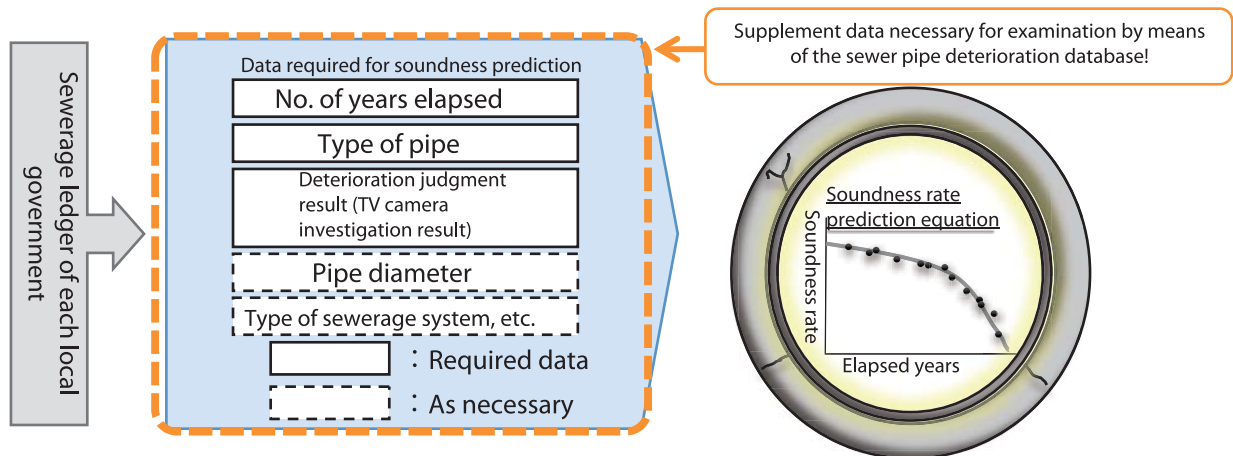 Supplement data necessary for examination by means
of the sewer pipe deterioration database!
Sewerage ledger of each local
government
Data required for soundness prediction
No. of years elapsed
Type of pipe
Deterioration judgment
result (TV camera
investigation result)
Pipe diameter
Type of sewerage system, etc.
: Required data
: As necessary
Soundness rate
prediction equation
Soundness rate
Elapsed years